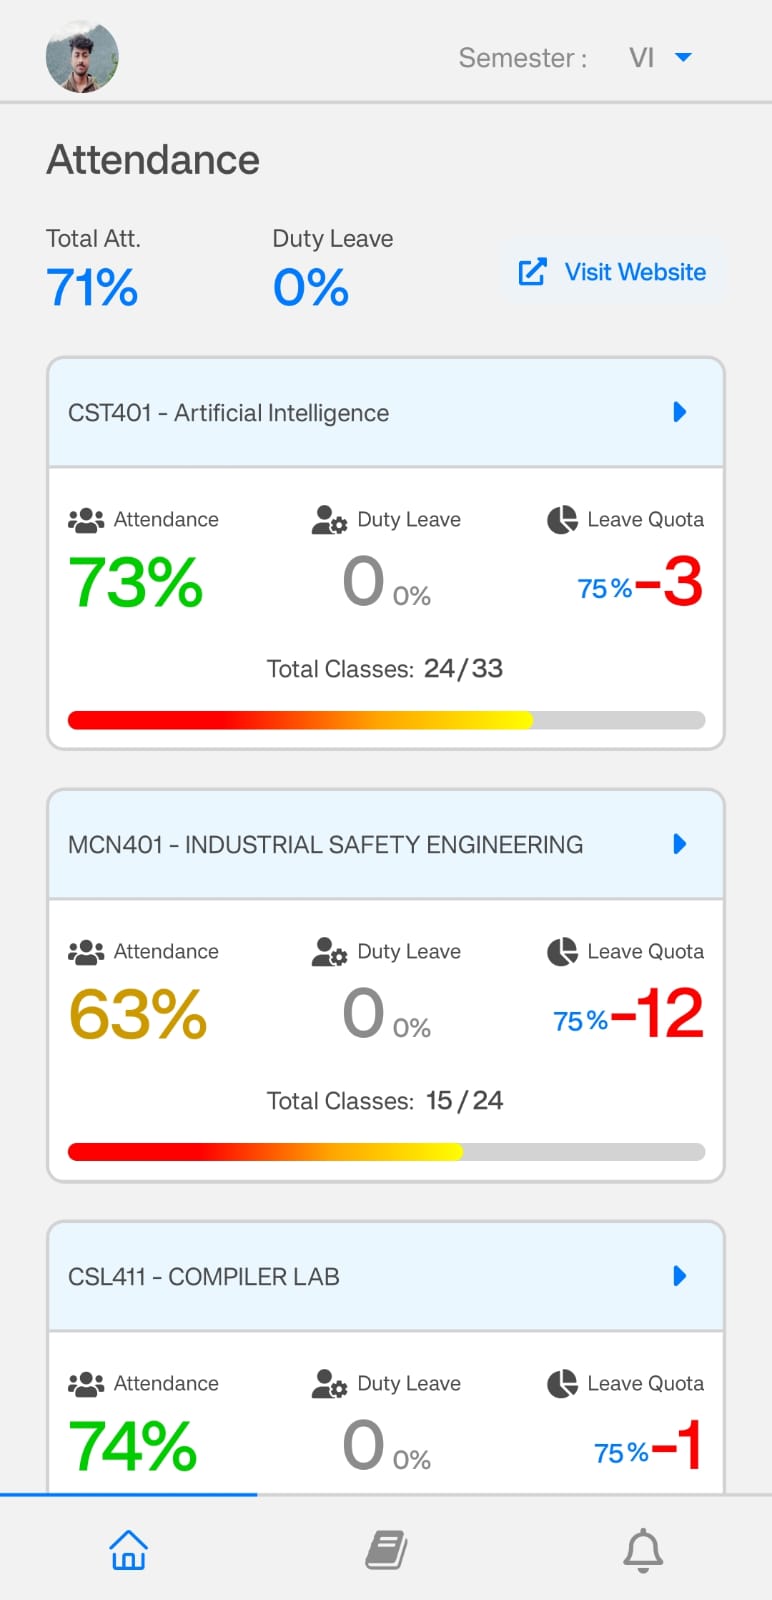 Semester : VI
Attendance
Total Att. Duty Leave
71% 0% Visit Website
CST401 - Artificial Intelligence
Attendance Duty Leave Leave Quota
73% 0 0% 75% -3
Total Classes: 24/33
MCN401 - INDUSTRIAL SAFETY ENGINEERING
Attendance Duty Leave Leave Quota
63% 0 0% 75% -12
Total Classes: 15/24
CSL411 - COMPILER LAB
Attendance Duty Leave Leave Quota
74% 0 0% 75% -1